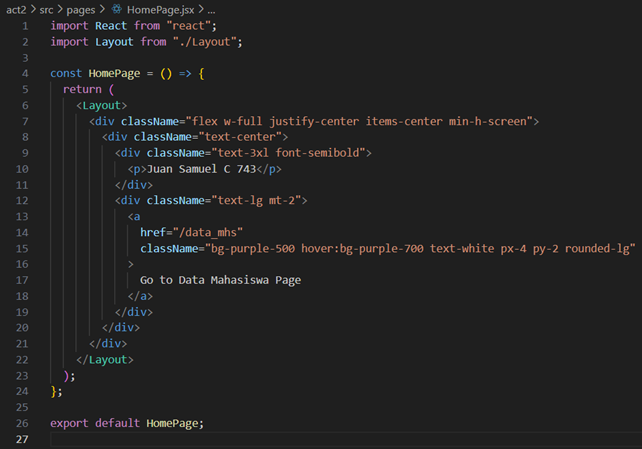 act2 > src > pages > HomePage.jsx > ...
1 import React from "react";
2 import Layout from "./Layout";
3
4 const HomePage = () => {
5   return (
6     <Layout>
7       <div className="flex w-full justify-center items-center min-h-screen">
8         <div className="text-center">
9           <div className="text-3xl font-semibold">
10             <p>Juan Samuel C 743</p>
11           </div>
12           <div className="text-lg mt-2">
13             <a
14               href="/data_mhs"
15               className="bg-purple-500 hover:bg-purple-700 text-white px-4 py-2 rounded-lg"
16             >
17               Go to Data Mahasiswa Page
18             </a>
19           </div>
20         </div>
21       </div>
22     </Layout>
23   );
24 };
25
26 export default HomePage;
27